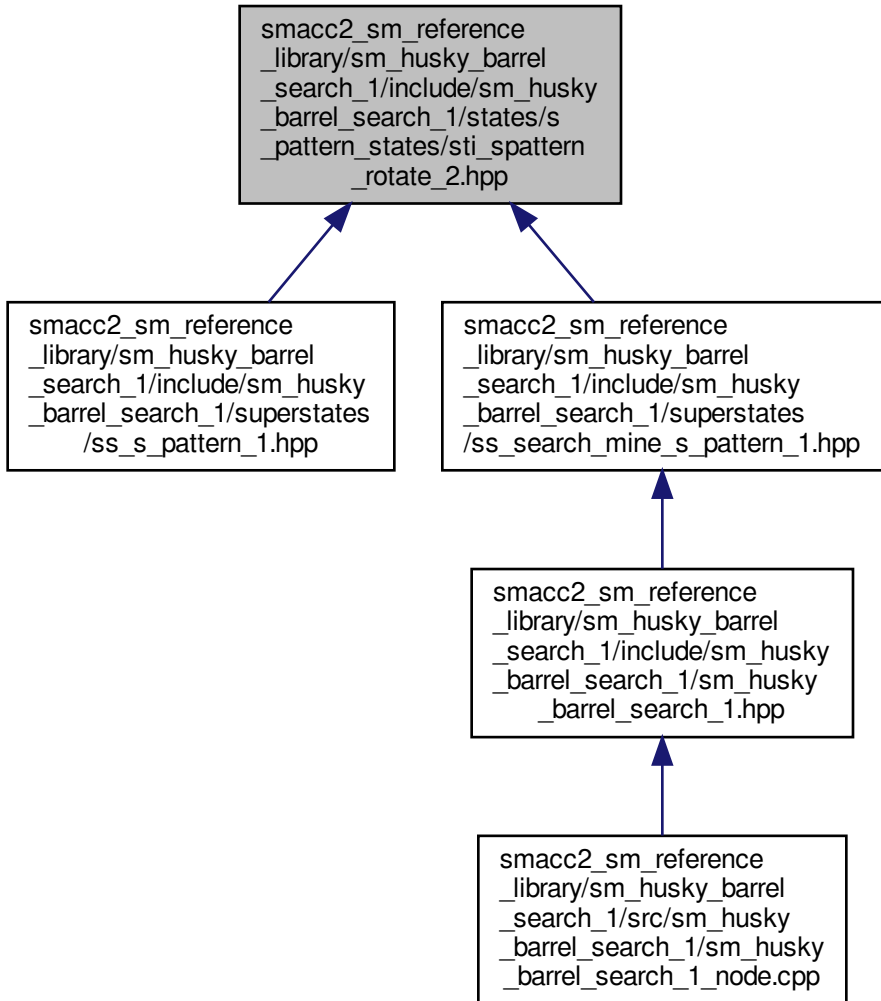 smacc2_sm_reference
_library/sm_husky_barrel
_search_1/include/sm_husky
_barrel_search_1/states/s
_pattern_states/sti_spattern
_rotate_2.hpp
smacc2_sm_reference
_library/sm_husky_barrel
_search_1/include/sm_husky
_barrel_search_1/superstates
/ss_s_pattern_1.hpp
smacc2_sm_reference
_library/sm_husky_barrel
_search_1/include/sm_husky
_barrel_search_1/superstates
/ss_search_mine_s_pattern_1.hpp
smacc2_sm_reference
_library/sm_husky_barrel
_search_1/include/sm_husky
_barrel_search_1/sm_husky
_barrel_search_1.hpp
smacc2_sm_reference
_library/sm_husky_barrel
_search_1/src/sm_husky
_barrel_search_1/sm_husky
_barrel_search_1_node.cpp